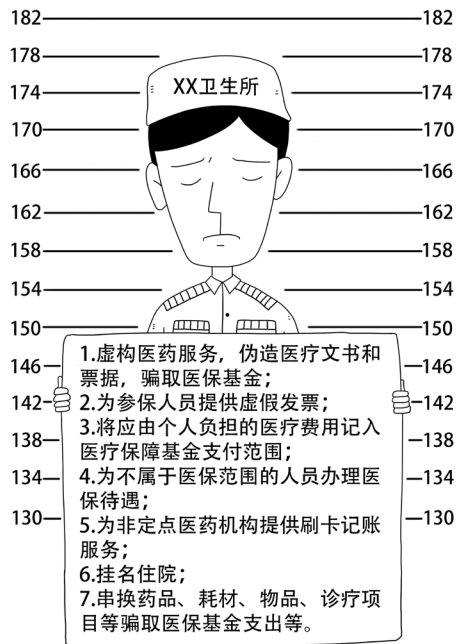 182 182
178 178
XX卫生所
174 174
170 170
166 166
162 162
158 158
154 154
150 150
1.虚构医药服务，伪造医疗文书和
146 146
票据，骗取医保基金；
142 142
2.为参保人员提供虚假发票；
3.将应由个人负担的医疗费用记入
138 138
医疗保障基金支付范围；
134 134
4.为不属于医保范围的人员办理医
保待遇；
130 130
5.为非定点医药机构提供刷卡记账
服务；
6.挂名住院；
7.串换药品、耗材、物品、诊疗项
目等骗取医保基金支出等。